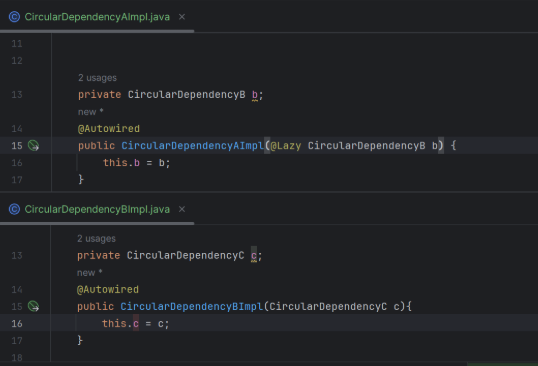 CircularDependencyAImpl.java
11
12
2 usages
13 private CircularDependencyB b;
new *
14 @Autowired
15 public CircularDependencyAImpl(@Lazy CircularDependencyB b) {
16 this.b = b;
17 }
CircularDependencyBImpl.java
2 usages
13 private CircularDependencyC c;
new *
14 @Autowired
15 public CircularDependencyBImpl(CircularDependencyC c){
16 this.c = c;
17 }
18